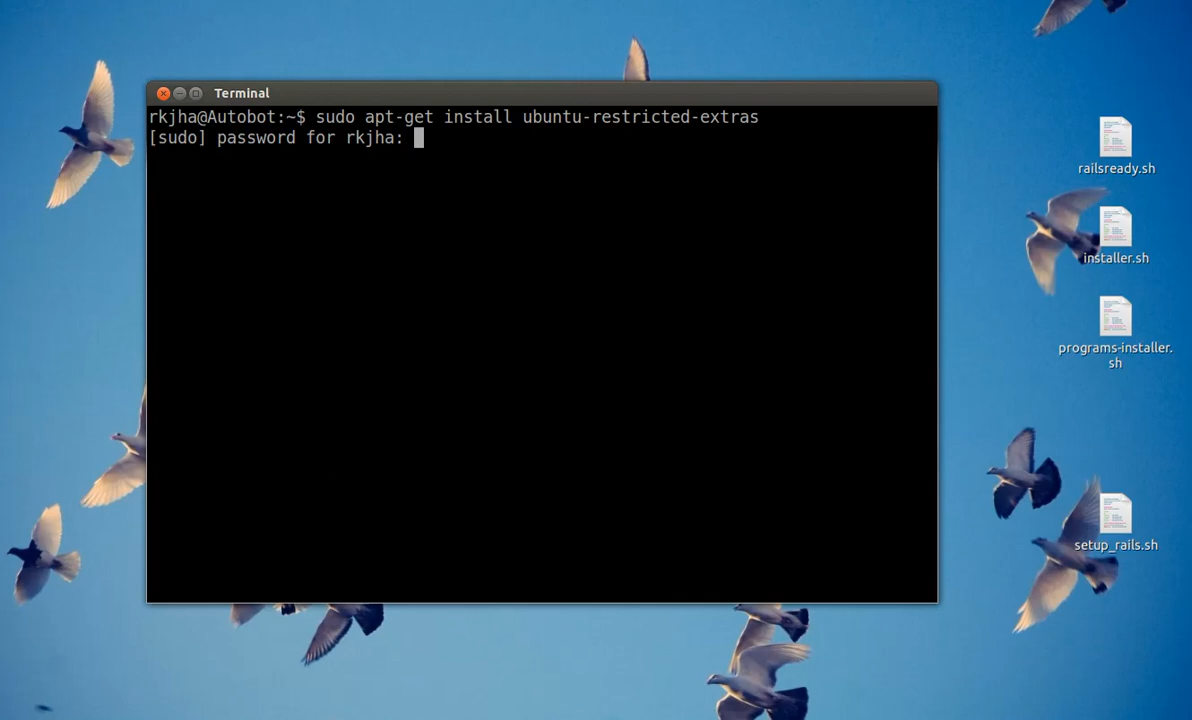 Terminal
rkjha@Autobot:~$ sudo apt-get install ubuntu-restricted-extras
[sudo] password for rkjha:
railsready.sh
installer.sh
programs-installer.
sh
setup_rails.sh